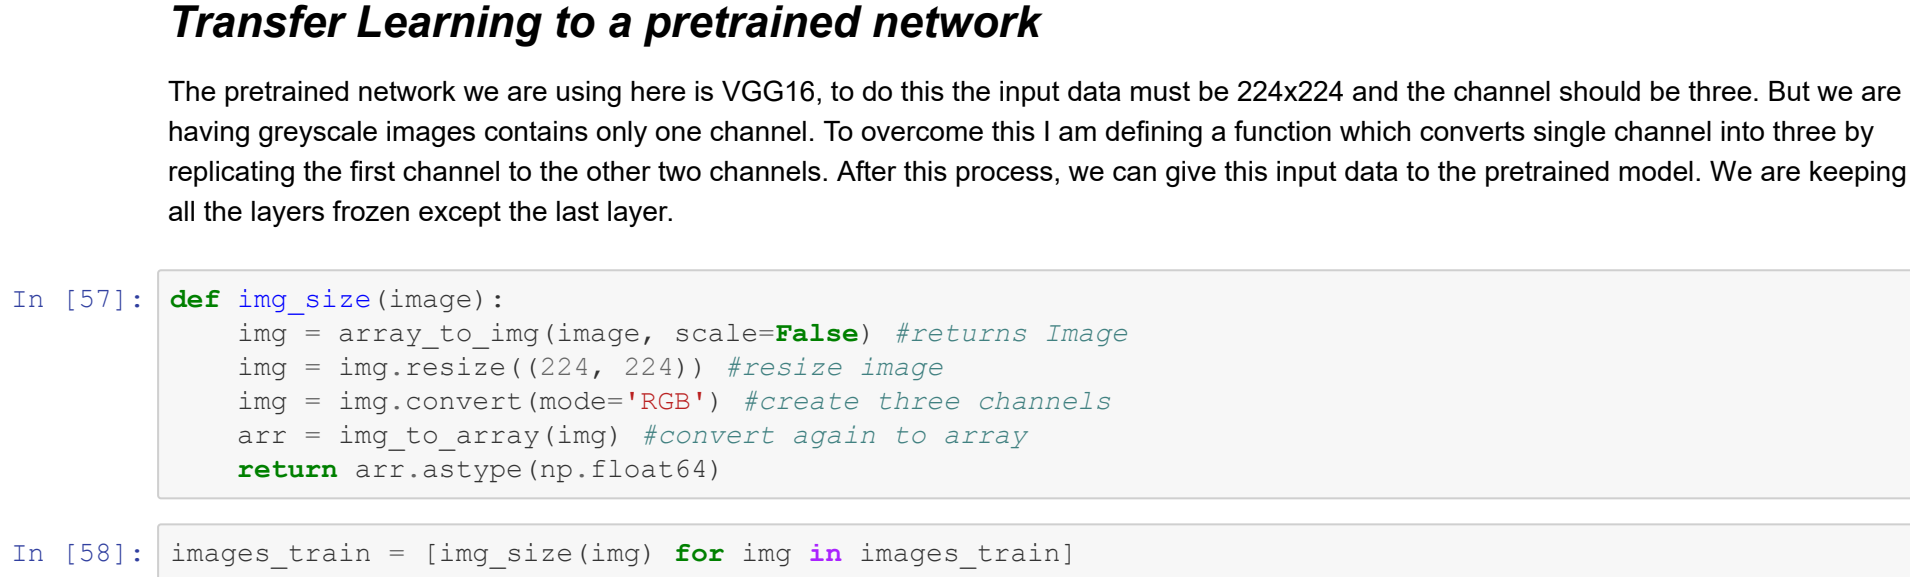 Transfer Learning to a pretrained network
The pretrained network we are using here is VGG16, to do this the input data must be 224x224 and the channel should be three. But we are
having greyscale images contains only one channel. To overcome this I am defining a function which converts single channel into three by
replicating the first channel to the other two channels. After this process, we can give this input data to the pretrained model. We are keeping
all the layers frozen except the last layer.
In [57]: def img_size(image):
    img = array_to_img(image, scale=False) #returns Image
    img = img.resize((224, 224)) #resize image
    img = img.convert(mode='RGB') #create three channels
    arr = img_to_array(img) #convert again to array
    return arr.astype(np.float64)
In [58]: images_train = [img_size(img) for img in images_train]